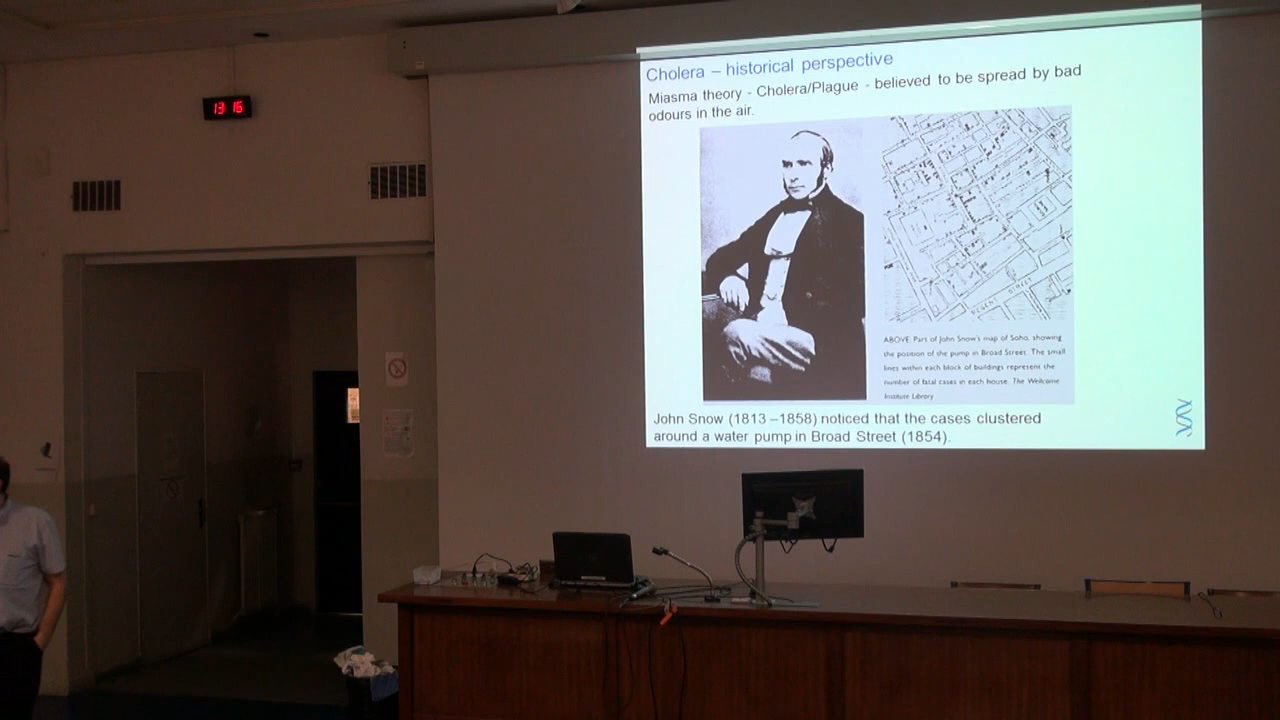 13 16
Cholera – historical perspective
Miasma theory - Cholera/Plague - believed to be spread by bad
odours in the air.
REGENT STREET
ABOVE: Part of John Snow's map of Soho, showing
the position of the pump in Broad Street. The small
lines within each block of buildings represent the
number of fatal cases in each house. The Wellcome
Institute Library
John Snow (1813 –1858) noticed that the cases clustered
around a water pump in Broad Street (1854).